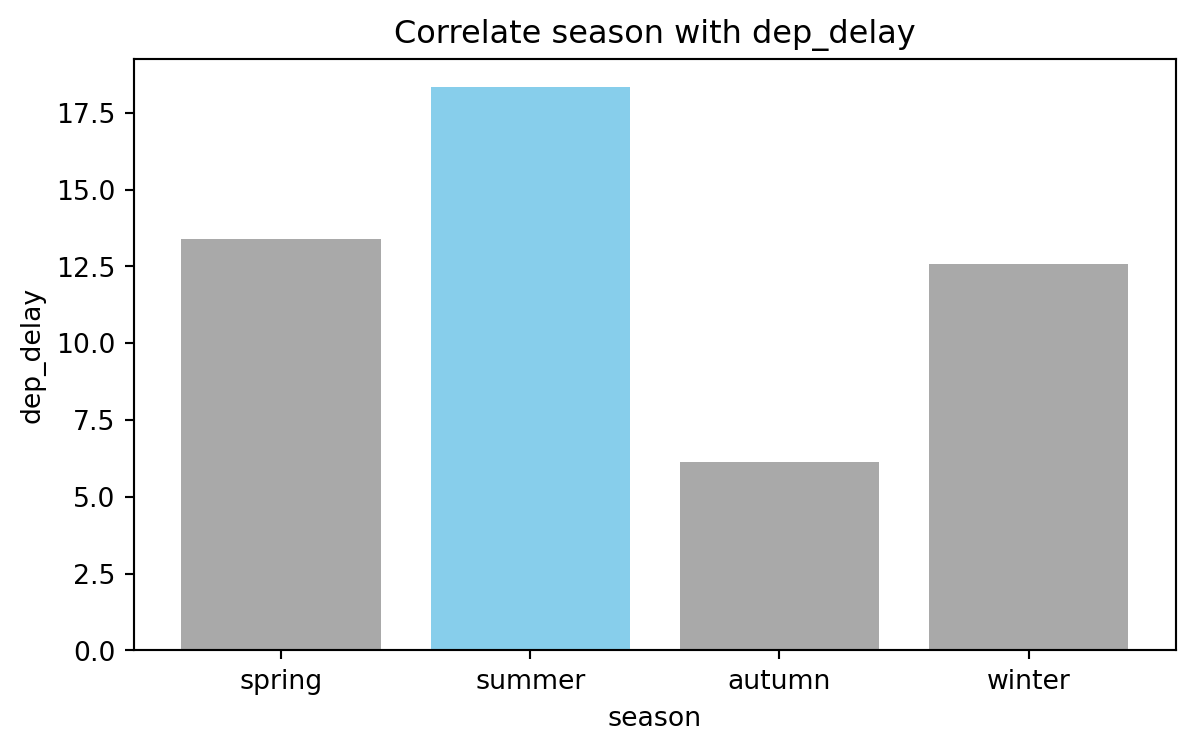 Correlate season with dep_delay
dep_delay
17.5
15.0
12.5
10.0
7.5
5.0
2.5
0.0
spring summer autumn winter
season